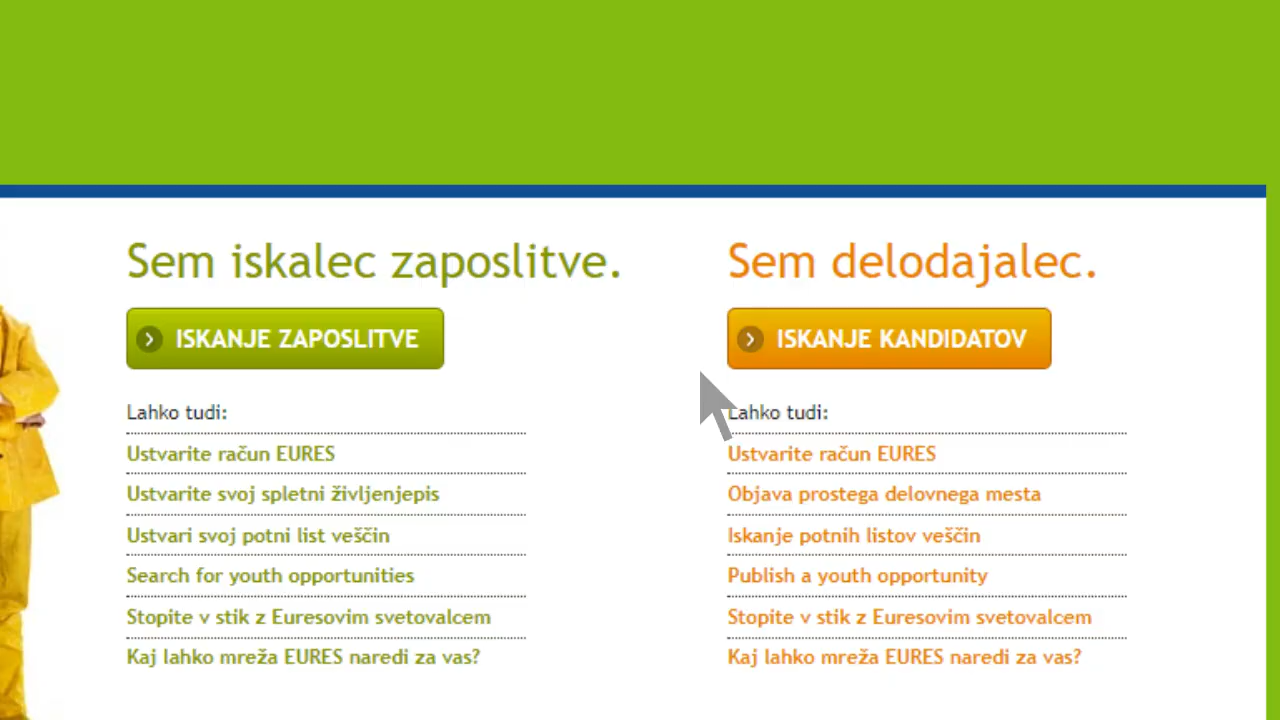 Sem iskalec zaposlitve.
ISKANJE ZAPOSLITVE
Lahko tudi:
Ustvarite račun EURES
Ustvarite svoj spletni življenjepis
Ustvari svoj potni list veščin
Search for youth opportunities
Stopite v stik z Euresovim svetovalcem
Kaj lahko mreža EURES naredi za vas?
Sem delodajalec.
ISKANJE KANDIDATOV
Lahko tudi:
Ustvarite račun EURES
Objava prostega delovnega mesta
Iskanje potnih listov veščin
Publish a youth opportunity
Stopite v stik z Euresovim svetovalcem
Kaj lahko mreža EURES naredi za vas?